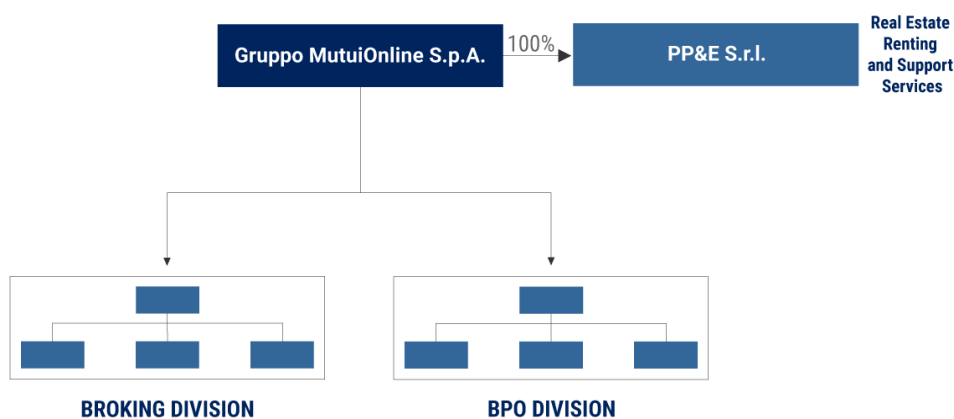 Gruppo MutuiOnline S.p.A.
100%
PP&E S.r.l.
Real Estate
Renting
and Support
Services
BROKING DIVISION
BPO DIVISION